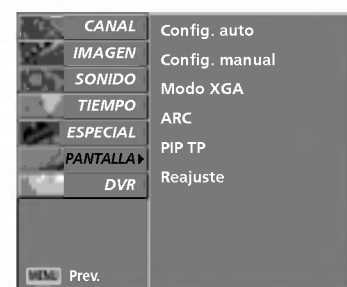 CANAL
IMAGEN
SONIDO
TIEMPO
ESPECIAL
PANTALLA
DVR
Config. auto
Config. manual
Modo XGA
ARC
PIP TP
Reajuste
MENU Prev.